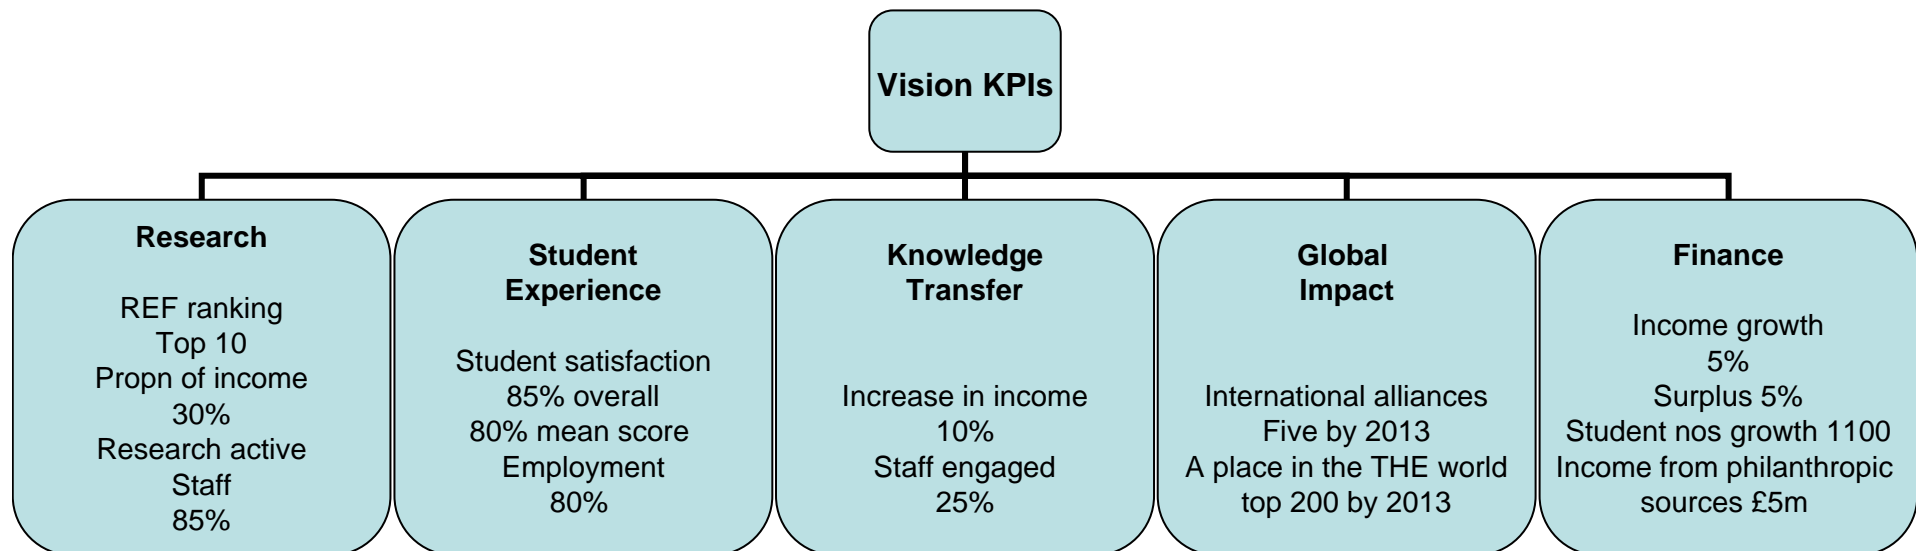 Vision KPIs
Research
REF ranking
Top 10
Propn of income
30%
Research active
Staff
85%
Student
Experience
Student satisfaction
85% overall
80% mean score
Employment
80%
Knowledge
Transfer
Increase in income
10%
Staff engaged
25%
Global
Impact
International alliances
Five by 2013
A place in the THE world
top 200 by 2013
Finance
Income growth
5%
Surplus 5%
Student nos growth 1100
Income from philanthropic
sources £5m